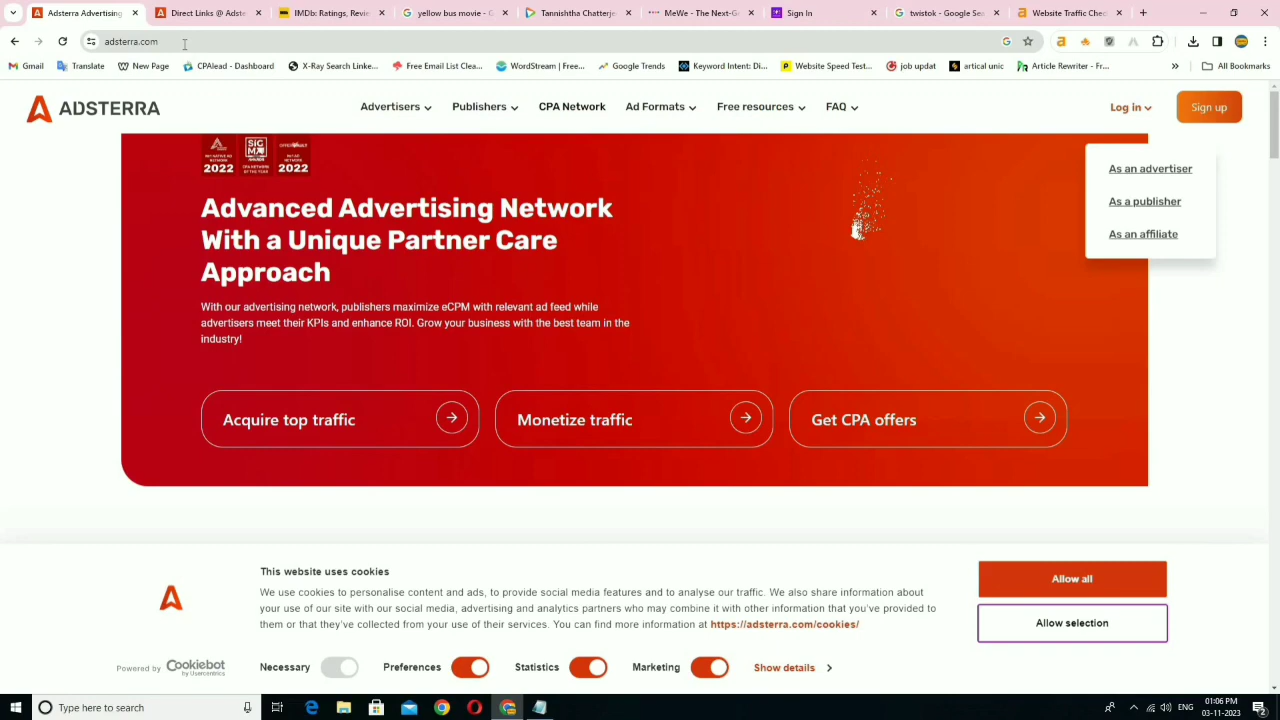 Adsterra Advertising
Direct Links @ Adsterra
IMDIx Rating, Revie
yellow bus new york
Tannistha Chatterje
MeWe - The Next
Sign In
twistok - Google Sea
adsterra.com
Gmail
Translate
New Page
CPAlead - Dashboard
X-Ray Search Linke...
Free Email List Clea...
WordStream | Free...
Google Trends
Keyword Intent: Di...
Website Speed Test...
job updat
artical unic
Article Rewriter - Fr...
All Bookmarks
ADSTERRA
Advertisers
Publishers
CPA Network
Ad Formats
Free resources
FAQ
Log in
Sign up
2022
2022
2022
As an advertiser
As a publisher
As an affiliate
Advanced Advertising Network
With a Unique Partner Care
Approach
With our advertising network, publishers maximize eCPM with relevant ad feed while
advertisers meet their KPIs and enhance ROI. Grow your business with the best team in the
industry!
Acquire top traffic
Monetize traffic
Get CPA offers
This website uses cookies
We use cookies to personalise content and ads, to provide social media features and to analyse our traffic. We also share information about
your use of our site with our social media, advertising and analytics partners who may combine it with other information that you've provided to
them or that they've collected from your use of their services. You can find more information at https://adsterra.com/cookies/
Allow all
Allow selection
Powered by Cookiebot
by Usercentrics
Necessary
Preferences
Statistics
Marketing
Show details
Type here to search
ENG
01:06 PM
03-11-2023
2